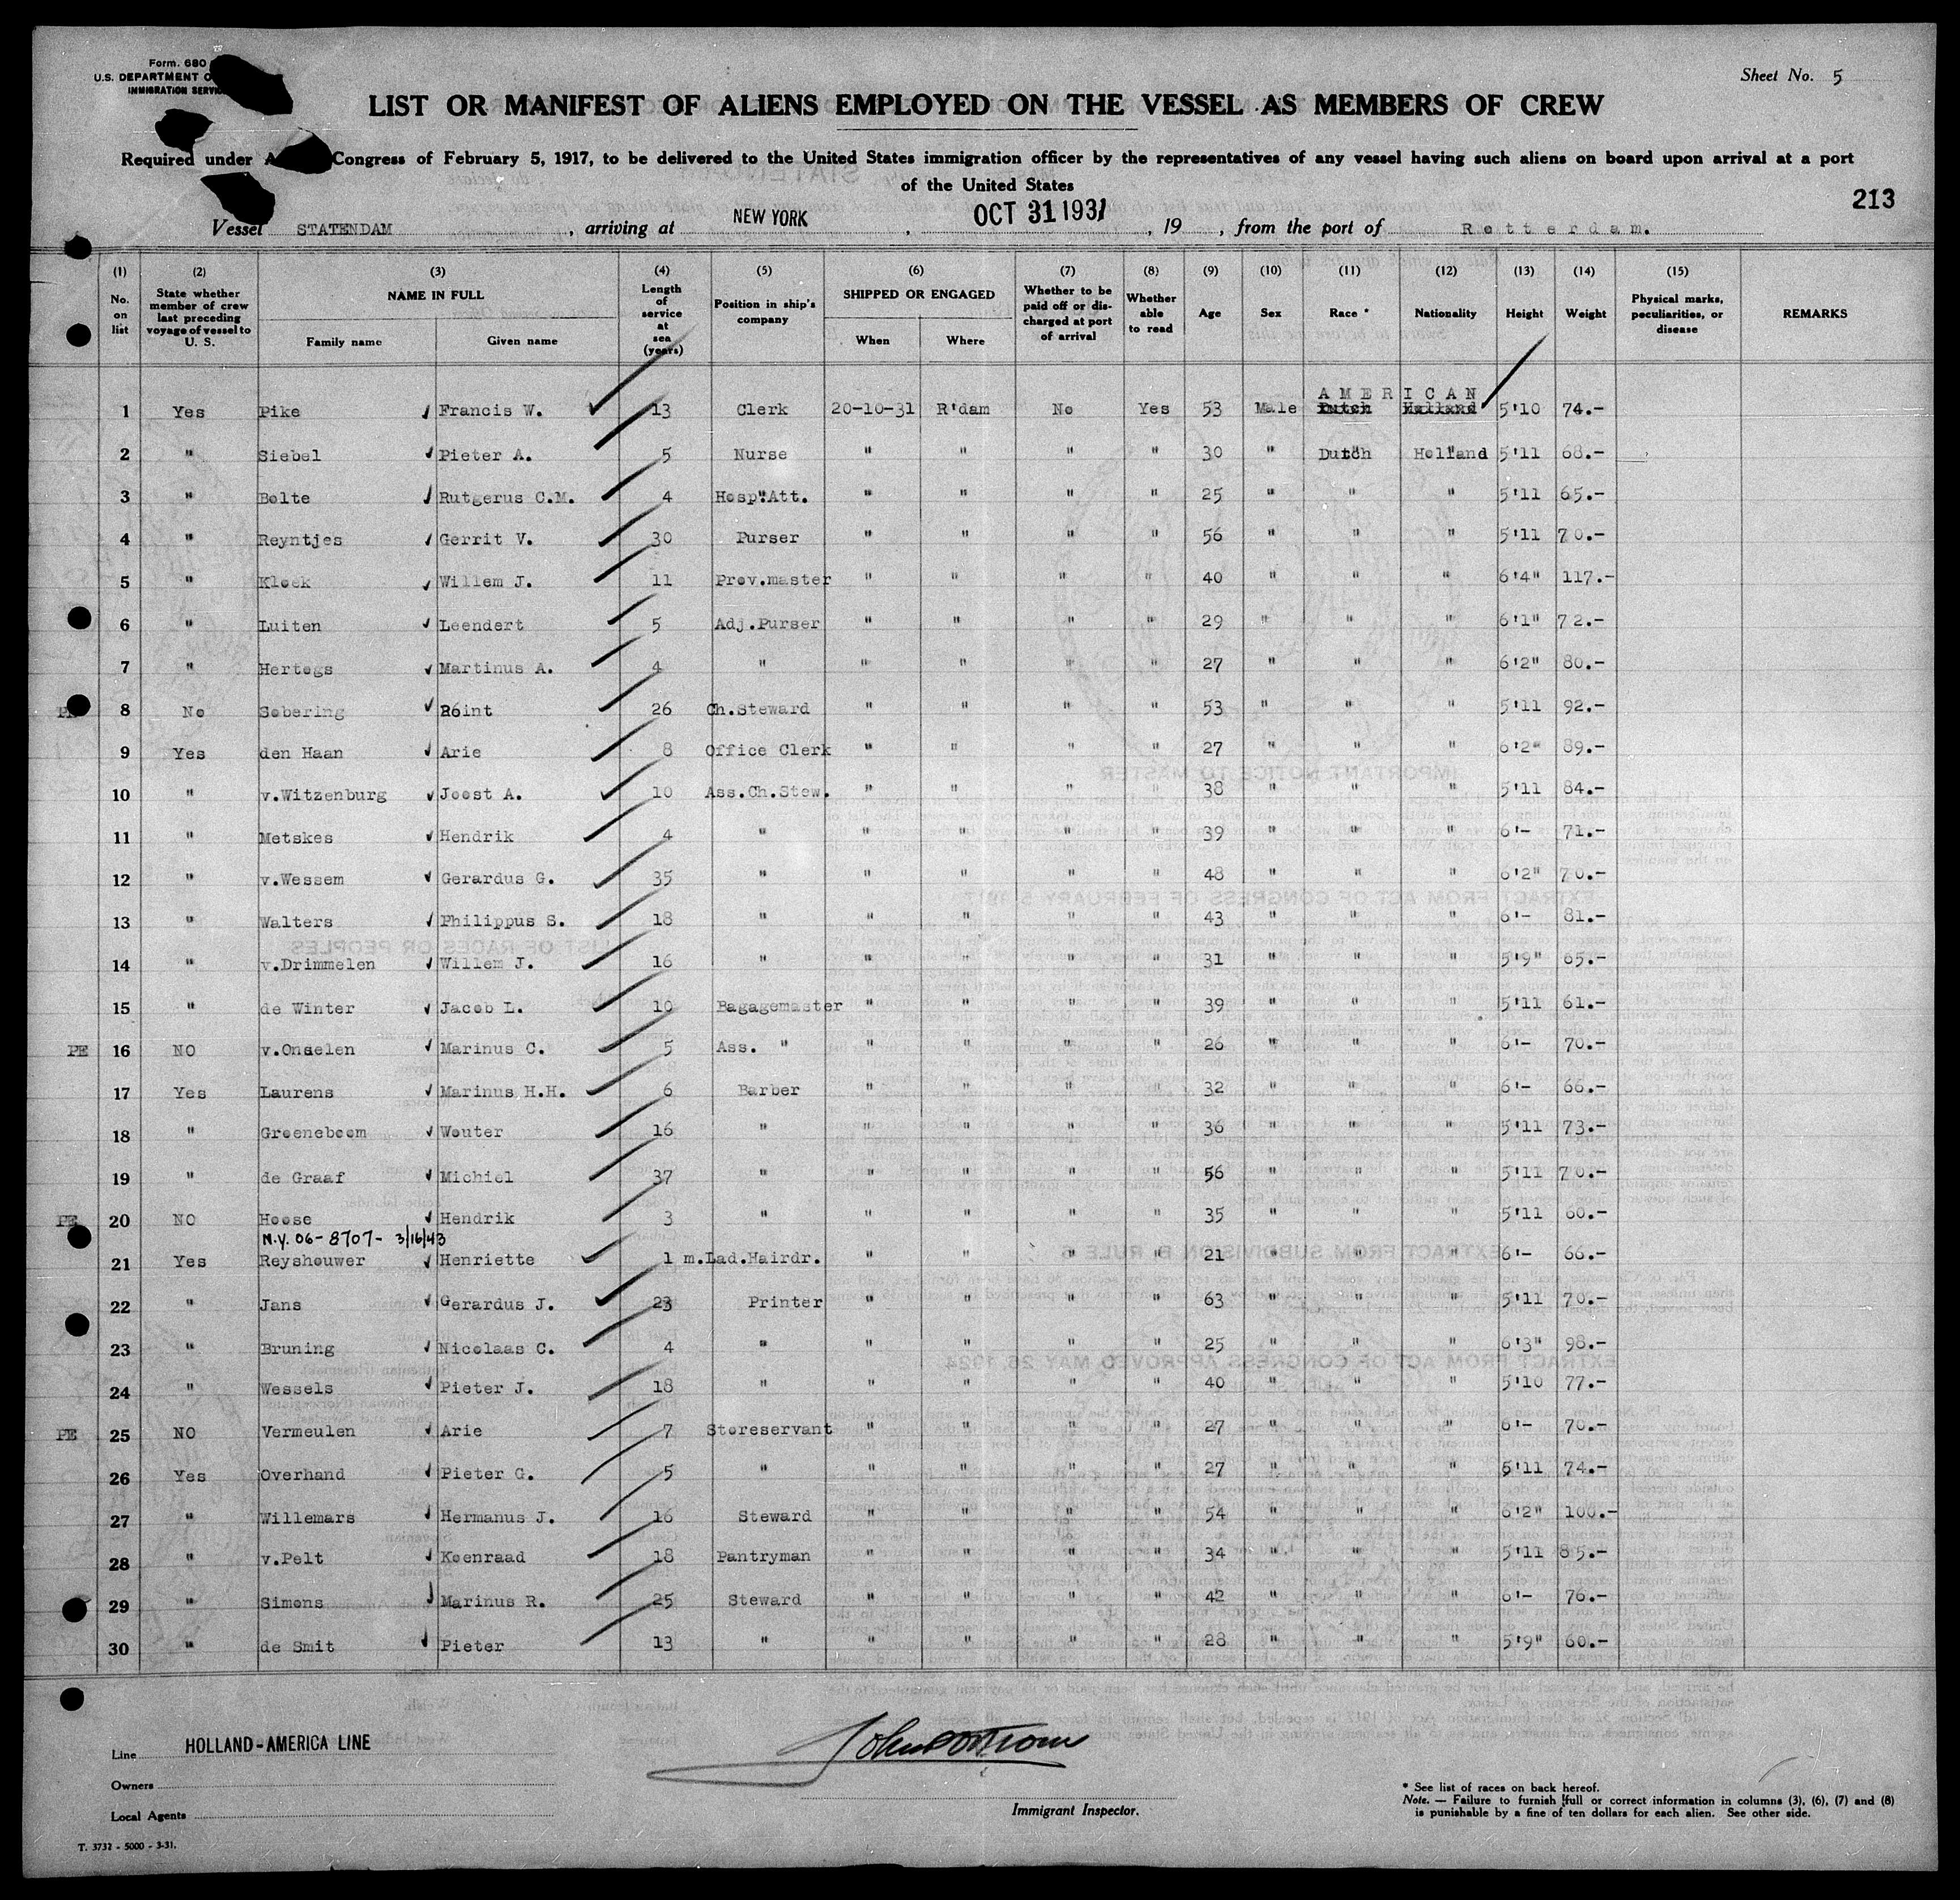 Form. 680
U.S. DEPARTMENT O
IMMIGRATION SERVIC
Sheet No. 5
LIST OR MANIFEST OF ALIENS EMPLOYED ON THE VESSEL AS MEMBERS OF CREW
Required under A Congress of February 5, 1917, to be delivered to the United States immigration officer by the representatives of any vessel having such aliens on board upon arrival at a port
of the United States
213
Vessel STATENDAM, arriving at NEW YORK, OCT 31 1931, 19 , from the port of Rotterdam.
(1) (2) (3) (4) (5) (6) (7) (8) (9) (10) (11) (12) (13) (14) (15)
No. on list State whether member of crew last preceding voyage of vessel to U. S. NAME IN FULL Family name Given name Length of service at sea (years) Position in ship's company SHIPPED OR ENGAGED When Where Whether to be paid off or discharged at port of arrival Whether able to read Age Sex Race * Nationality Height Weight Physical marks, peculiarities, or disease REMARKS
AMERICAN
1 Yes Pike Francis W. 13 Clerk 20-10-31 R'dam No Yes 53 Male Dutch Holland 5'10 74.-
2 " Siebel Pieter A. 5 Nurse " " " " 30 " Dutch Holland 5'11 68.-
3 " Bolte Rutgerus C.M. 4 Hosp.Att. " " " " 25 " " " 5'11 65.-
4 " Reyntjes Gerrit V. 30 Purser " " " " 56 " " " 5'11 70.-
5 " Kloek Willem J. 11 Prov.master " " " " 40 " " " 6'4" 117.-
6 " Luiten Leendert 5 Adj.Purser " " " " 29 " " " 6'1" 72.-
7 " Hertogs Martinus A. 4 " " " " " 27 " " " 6'2" 80.-
8 No Sobering Róint 26 Ch.Steward " " " " 53 " " " 5'11 92.-
9 Yes den Haan Arie 8 Office Clerk " " " " 27 " " " 6'2" 89.-
10 " v.Witzenburg Joost A. 10 Ass.Ch.Stew. " " " " 38 " " " 5'11 84.-
11 " Metskes Hendrik 4 " " " " " 39 " " " 6'- 71.-
12 " v.Wessem Gerardus G. 35 " " " " " 48 " " " 6'2" 70.-
13 " Walters Philippus S. 18 " " " " " 43 " " " 6'- 81.-
14 " v.Drimmelen Willem J. 16 " " " " " 31 " " " 5'9" 65.-
15 " de Winter Jacob L. 10 Bagagemaster " " " " 39 " " " 5'11 61.-
PE 16 NO v.Onselen Marinus C. 5 Ass. " " " " " 26 " " " 6'- 70.-
17 Yes Laurens Marinus H.H. 6 Barber " " " " 32 " " " 6'- 66.-
18 " Groeneboom Wouter 16 " " " " " 36 " " " 5'11 73.-
19 " de Graaf Michiel 37 " " " " " 56 " " " 5'11 70.-
PE 20 NO Hoose Hendrik 3 " " " " " 35 " " " 5'11 60.-
N.Y. 06-8707- 3/16/43
21 Yes Reyshouwer Henriette 1 m. Lad.Hairdr. " " " " 21 " " " 6'- 66.-
22 " Jans Gerardus J. 23 Printer " " " " 63 " " " 5'11 70.-
23 " Bruning Nicolaas C. 4 " " " " " 25 " " " 6'3" 98.-
24 " Wessels Pieter J. 18 " " " " " 40 " " " 5'10 77.-
PE 25 NO Vermeulen Arie 7 Storeservant " " " " 27 " " " 6'- 70.-
26 Yes Overhand Pieter G. 5 " " " " " 27 " " " 5'11 74.-
27 " Willemars Hermanus J. 16 Steward " " " " 54 " " " 6'2" 100.-
28 " v.Pelt Koenraad 18 Pantryman " " " " 34 " " " 5'11 85.-
29 " Simons Marinus R. 25 Steward " " " " 42 " " " 6'- 76.-
30 " de Smit Pieter 13 " " " " " 28 " " " 5'9" 60.-
Line HOLLAND-AMERICA LINE
Owners
Local Agents
Immigrant Inspector.
* See list of races on back hereof.
Note. — Failure to furnish full or correct information in columns (3), (6), (7) and (8)
is punishable by a fine of ten dollars for each alien. See other side.
T. 3732 - 5000 - 3-31.